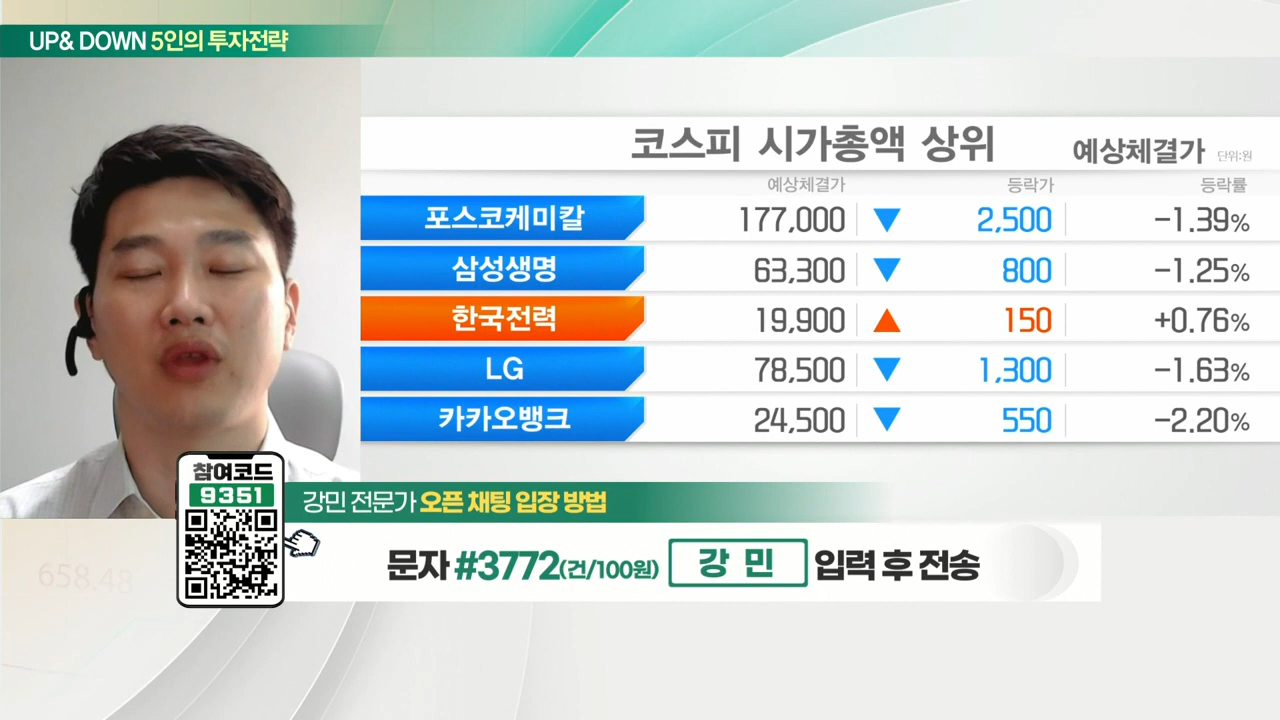 UP& DOWN 5인의 투자전략
코스피 시가총액 상위 예상체결가 단위:원
예상체결가 등락가 등락률
포스코케미칼 177,000 ▼ 2,500 -1.39%
삼성생명 63,300 ▼ 800 -1.25%
한국전력 19,900 ▲ 150 +0.76%
LG 78,500 ▼ 1,300 -1.63%
카카오뱅크 24,500 ▼ 550 -2.20%
참여코드
9351
강민 전문가 오픈 채팅 입장 방법
문자 #3772(건/100원) 강 민 입력 후 전송
658.48